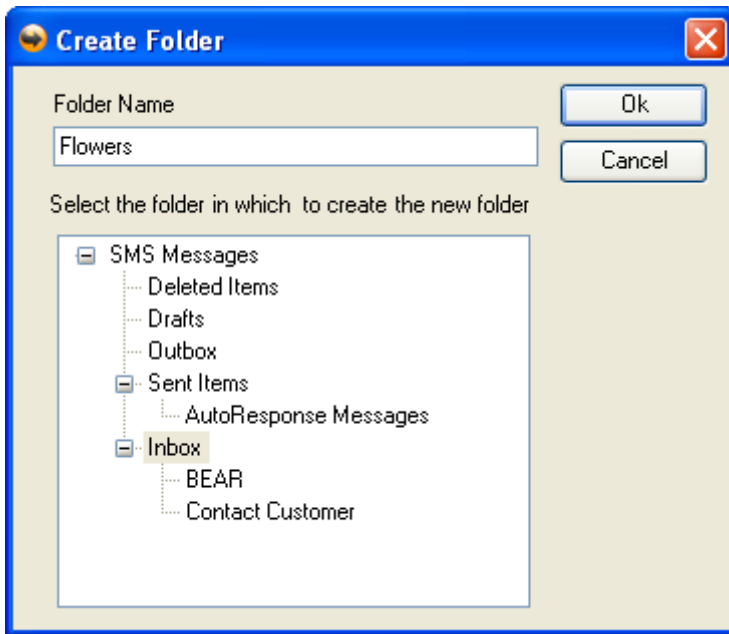 Create Folder
Folder Name
Ok
Flowers
Cancel
Select the folder in which to create the new folder
SMS Messages
Deleted Items
Drafts
Outbox
Sent Items
AutoResponse Messages
Inbox
BEAR
Contact Customer